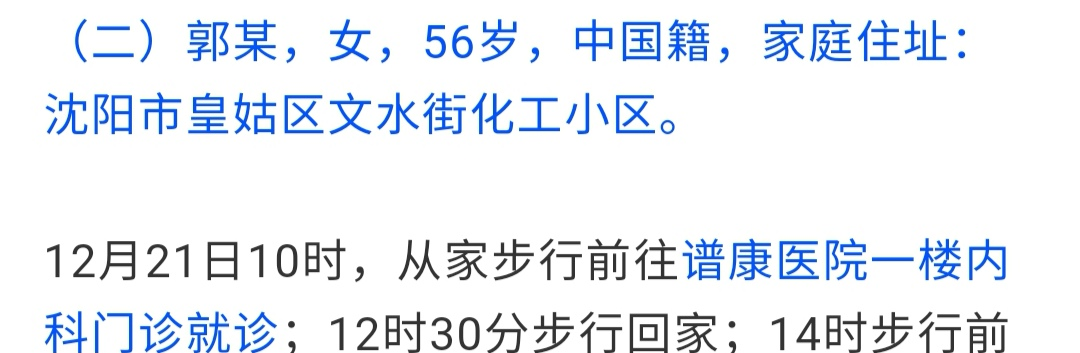 （二）郭某，女，56岁，中国籍，家庭住址：
沈阳市皇姑区文水街化工小区。
12月21日10时，从家步行前往谱康医院一楼内
科门诊就诊；12时30分步行回家；14时步行前